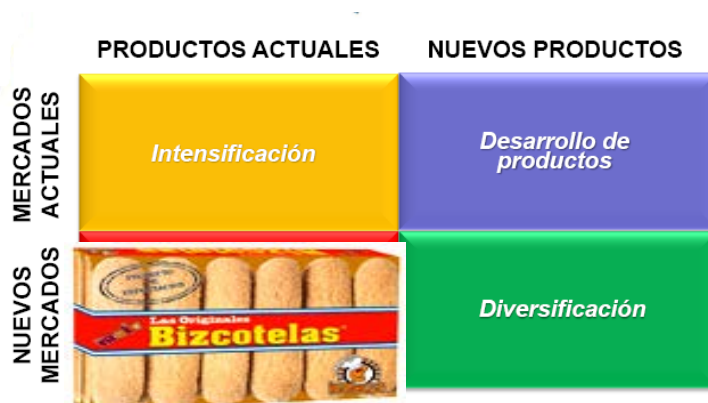 PRODUCTOS ACTUALES
NUEVOS PRODUCTOS
MERCADOS
ACTUALES
Intensificación
Desarrollo de
productos
NUEVOS
MERCADOS
Las Originales
Bizcotelas
Diversificación